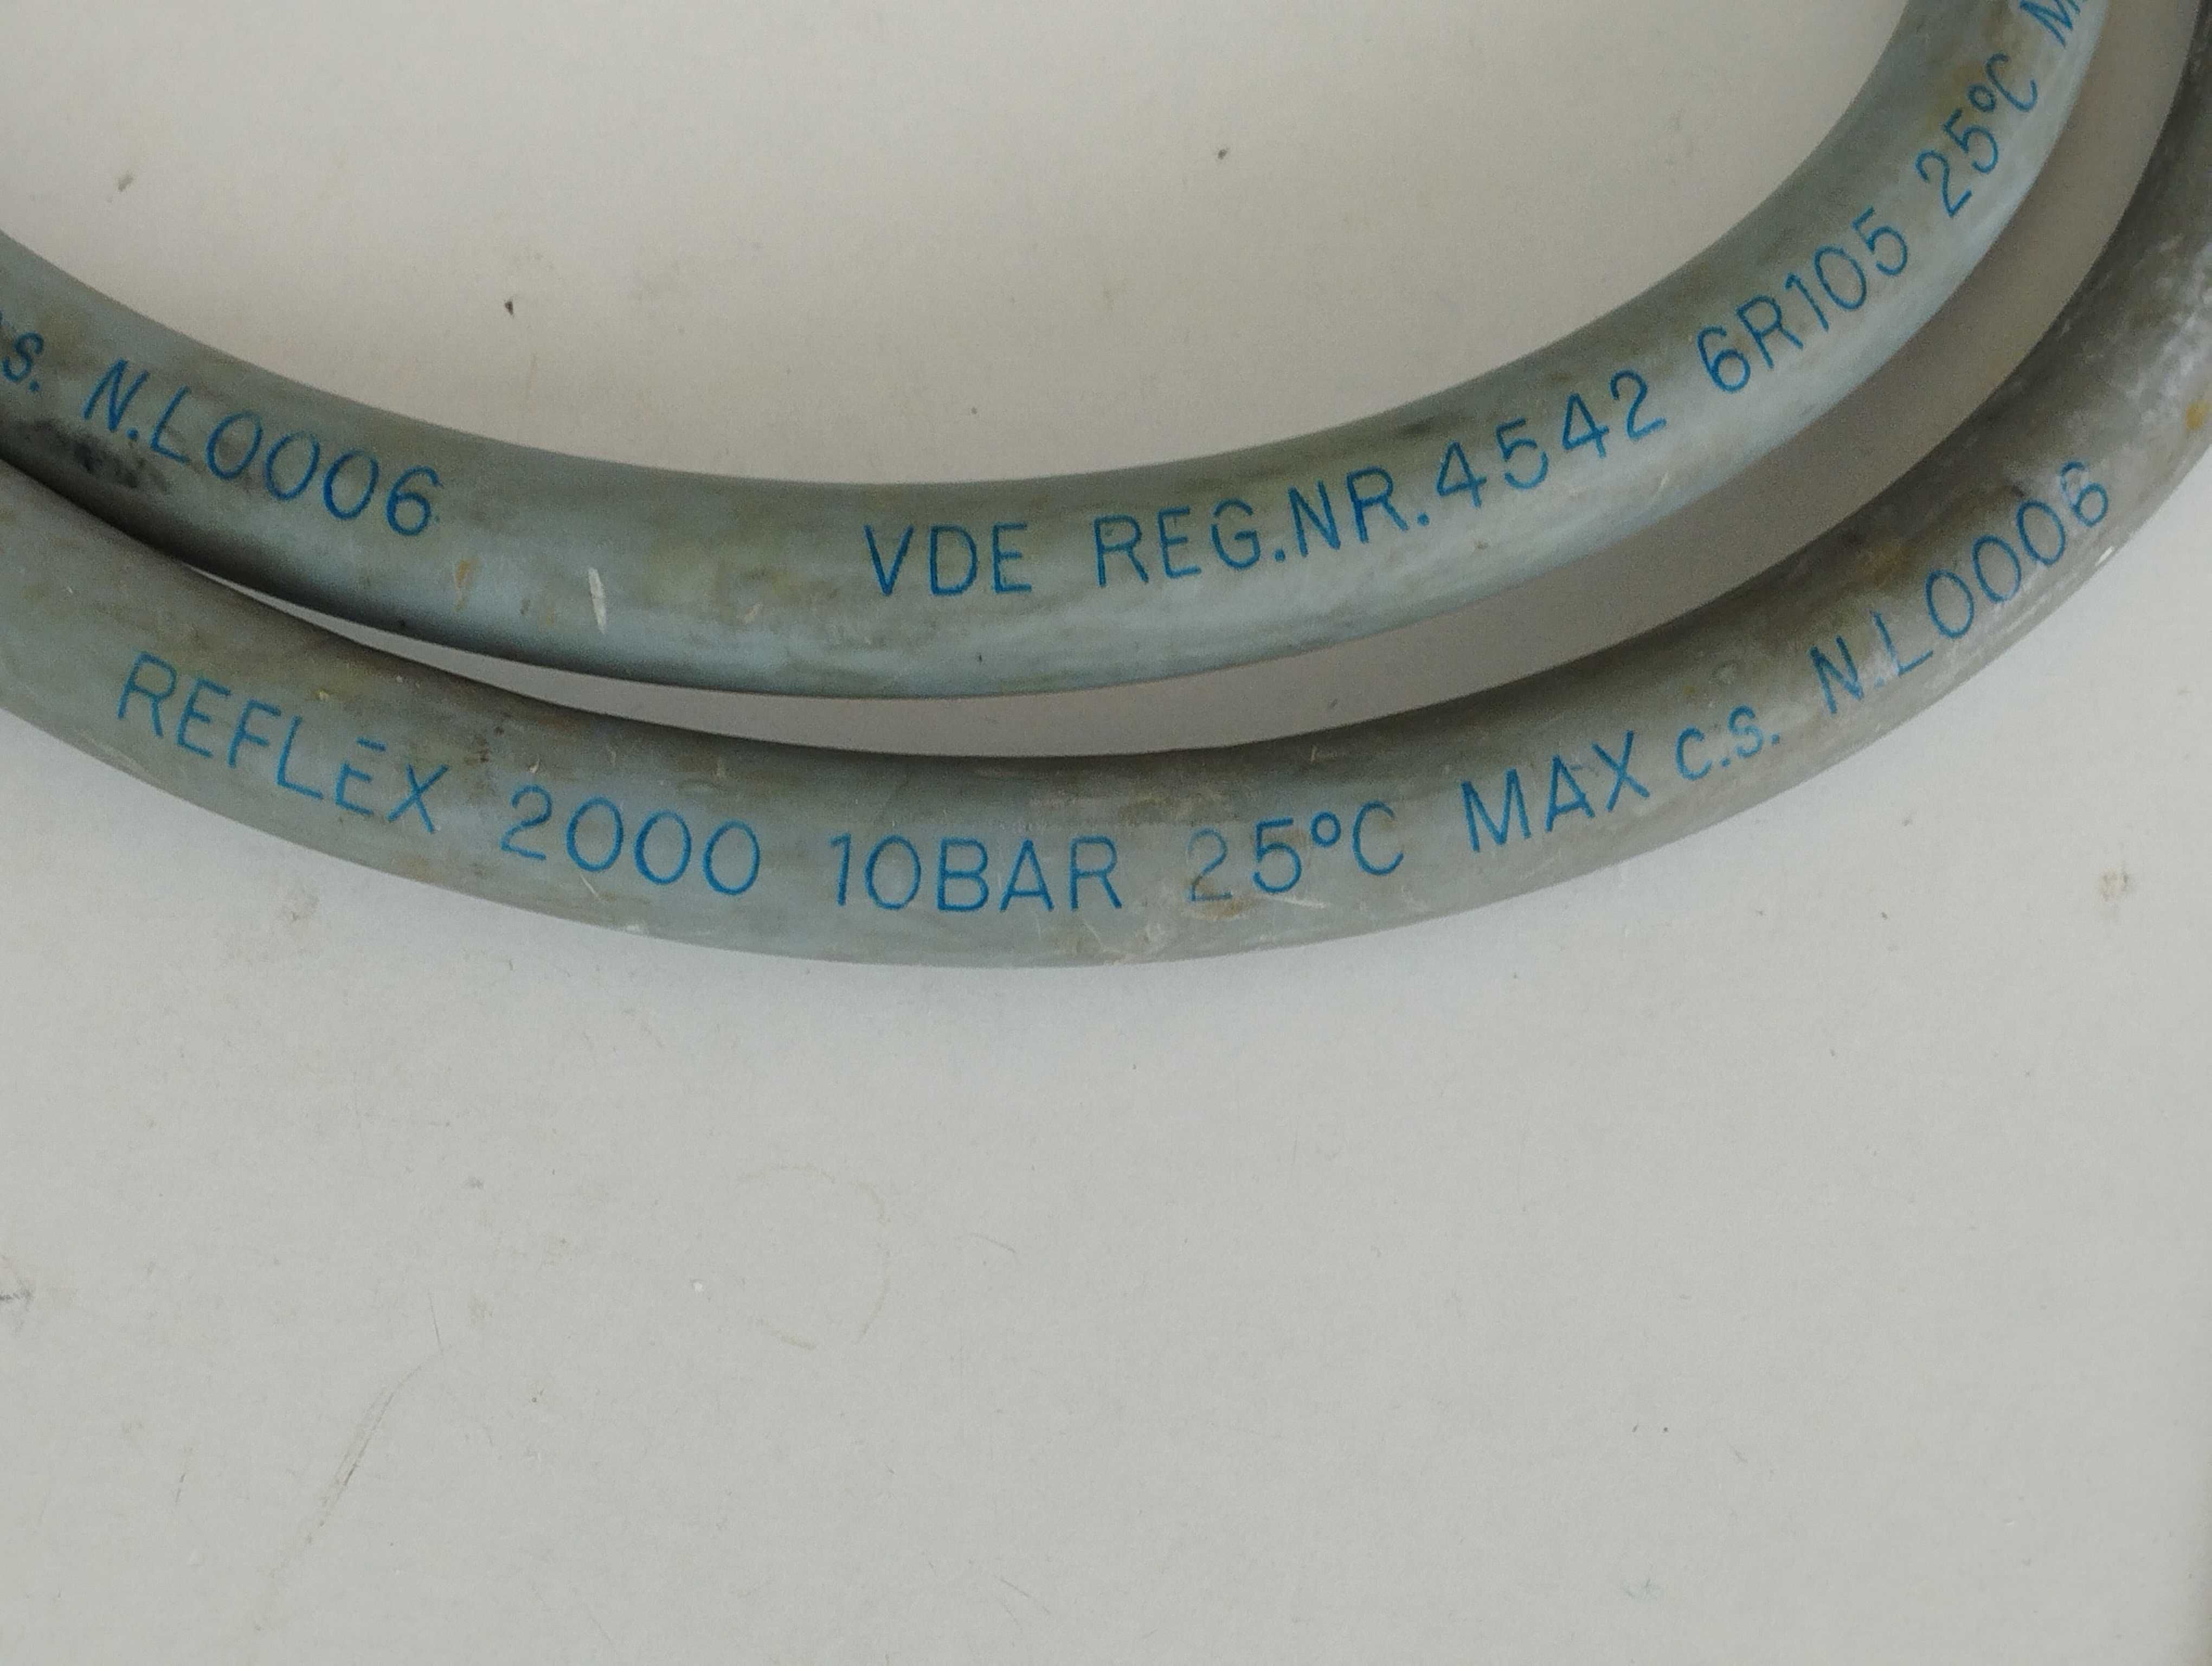 s. N.L0006 VDE REG.NR.4542 6R105 25°C
REFLEX 2000 10BAR 25°C MAX c.s. N.L0006